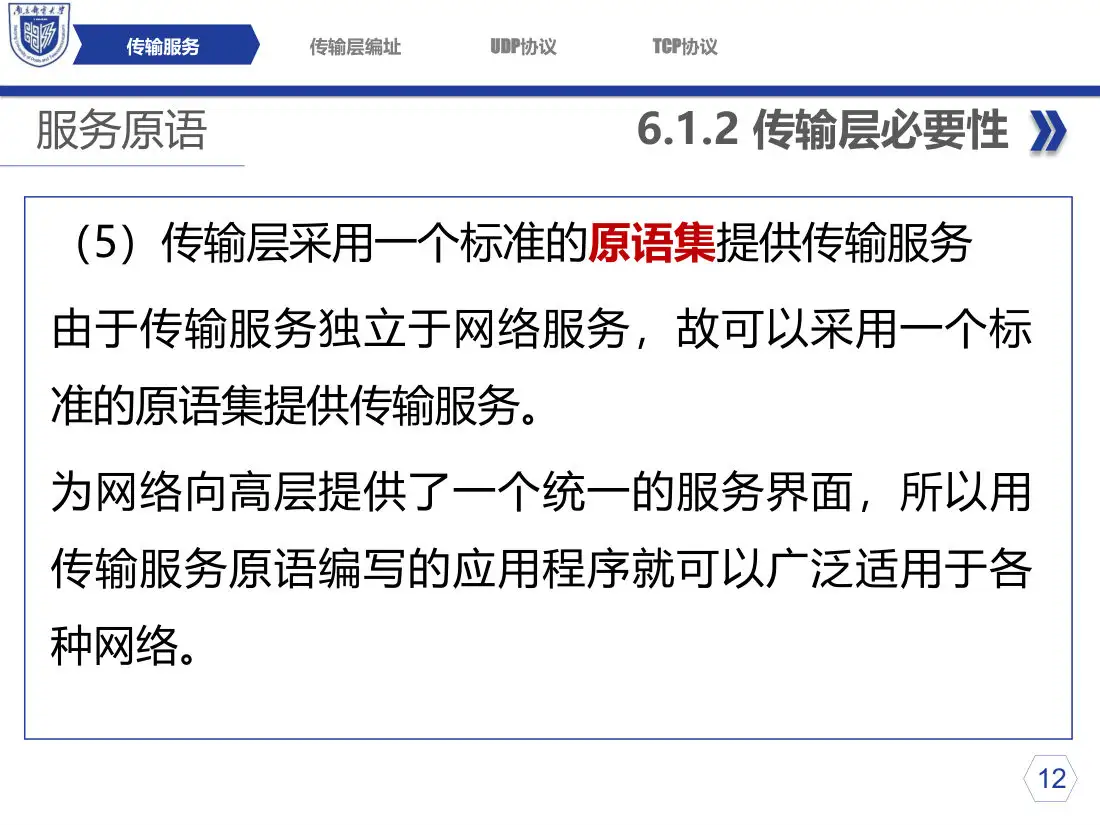 传输服务
传输层编址
UDP协议
TCP协议
服务原语
6.1.2 传输层必要性
（5）传输层采用一个标准的原语集提供传输服务
由于传输服务独立于网络服务，故可以采用一个标
准的原语集提供传输服务。
为网络向高层提供了一个统一的服务界面，所以用
传输服务原语编写的应用程序就可以广泛适用于各
种网络。
12